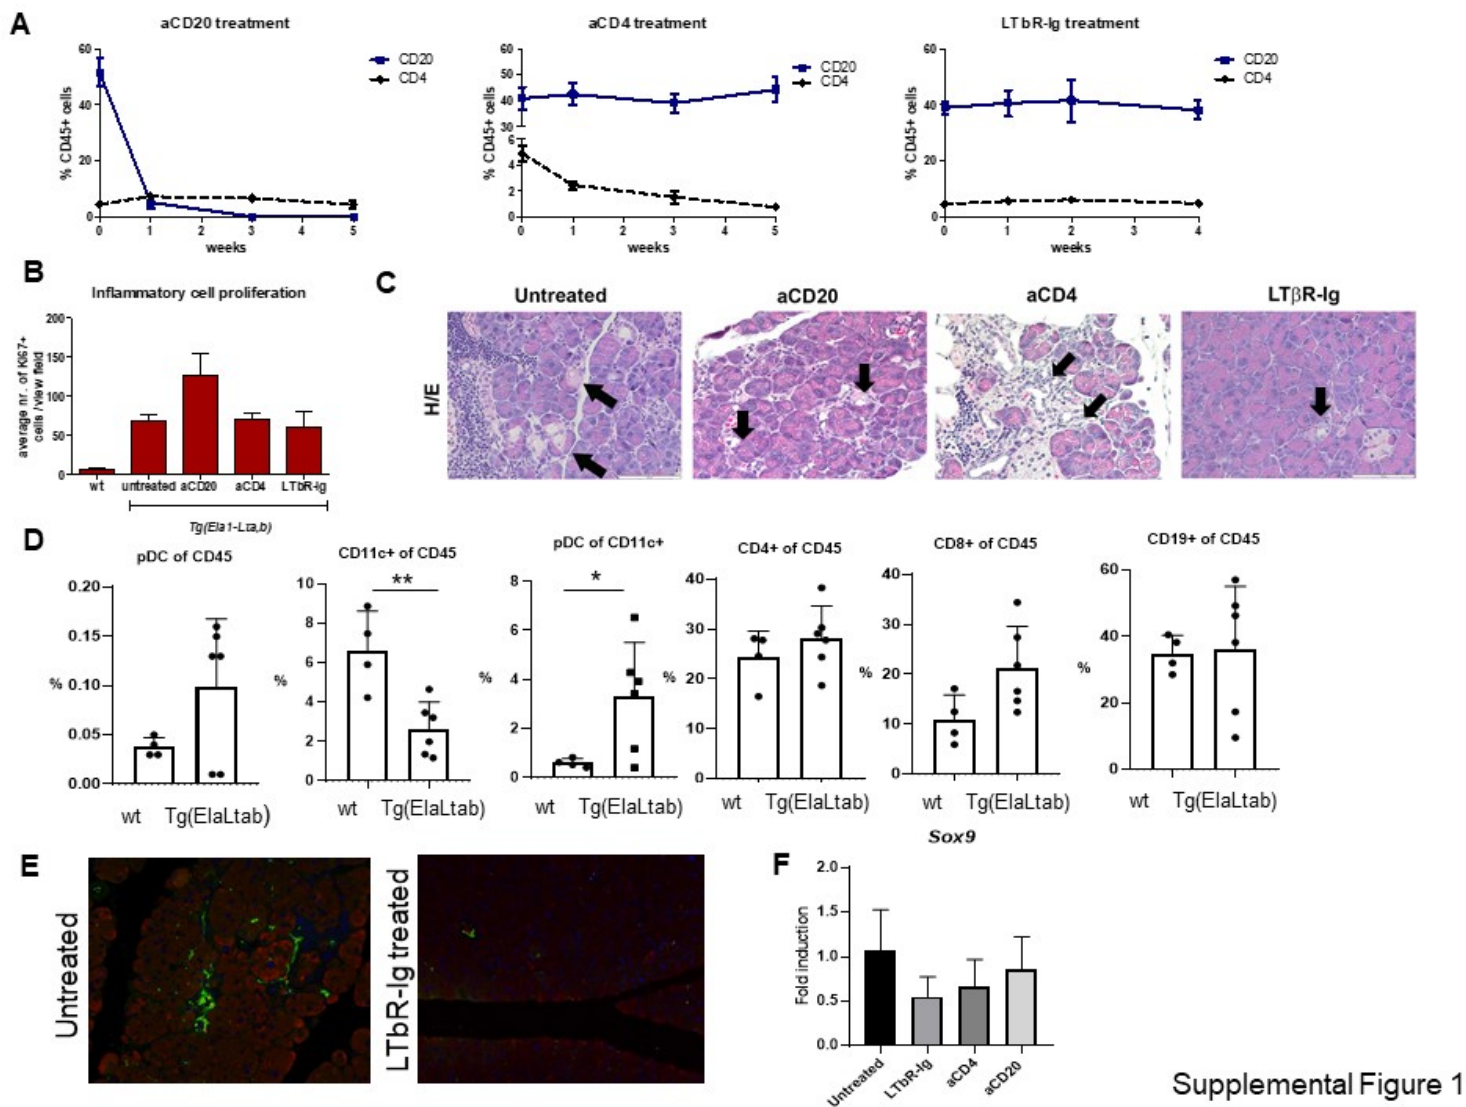 A
aCD20 treatment
aCD4 treatment
LTbR-Ig treatment
% CD45+ cells
60
40
20
0
0 1 2 3 4 5
weeks
CD20
CD4
% CD45+ cells
60
50
40
30
6
4
2
0
0 1 2 3 4 5
weeks
CD20
CD4
% CD45+ cells
60
40
20
0
0 1 2 3 4
weeks
CD20
CD4
B
Inflammatory cell proliferation
average nr. of Ki67+
cells /view field
200
150
100
50
0
wt untreated aCD20 aCD4 LTbR-Ig
Tg(Ela1-Lta,b)
C
Untreated aCD20 aCD4 LTβR-Ig
H/E
D
pDC of CD45
%
0.20
0.15
0.10
0.05
0.00
wt Tg(ElaLtab)
CD11c+ of CD45
**
%
10
8
6
4
2
0
wt Tg(ElaLtab)
pDC of CD11c+
*
%
8
6
4
2
0
wt Tg(ElaLtab)
CD4+ of CD45
%
40
30
20
10
0
wt Tg(ElaLtab)
CD8+ of CD45
%
40
30
20
10
0
wt Tg(ElaLtab)
CD19+ of CD45
%
60
40
20
0
wt Tg(ElaLtab)
E
Untreated
LTbR-Ig treated
F
Sox9
Fold induction
2.0
1.5
1.0
0.5
0.0
Untreated
LTbR-Ig
aCD4
aCD20
Supplemental Figure 1